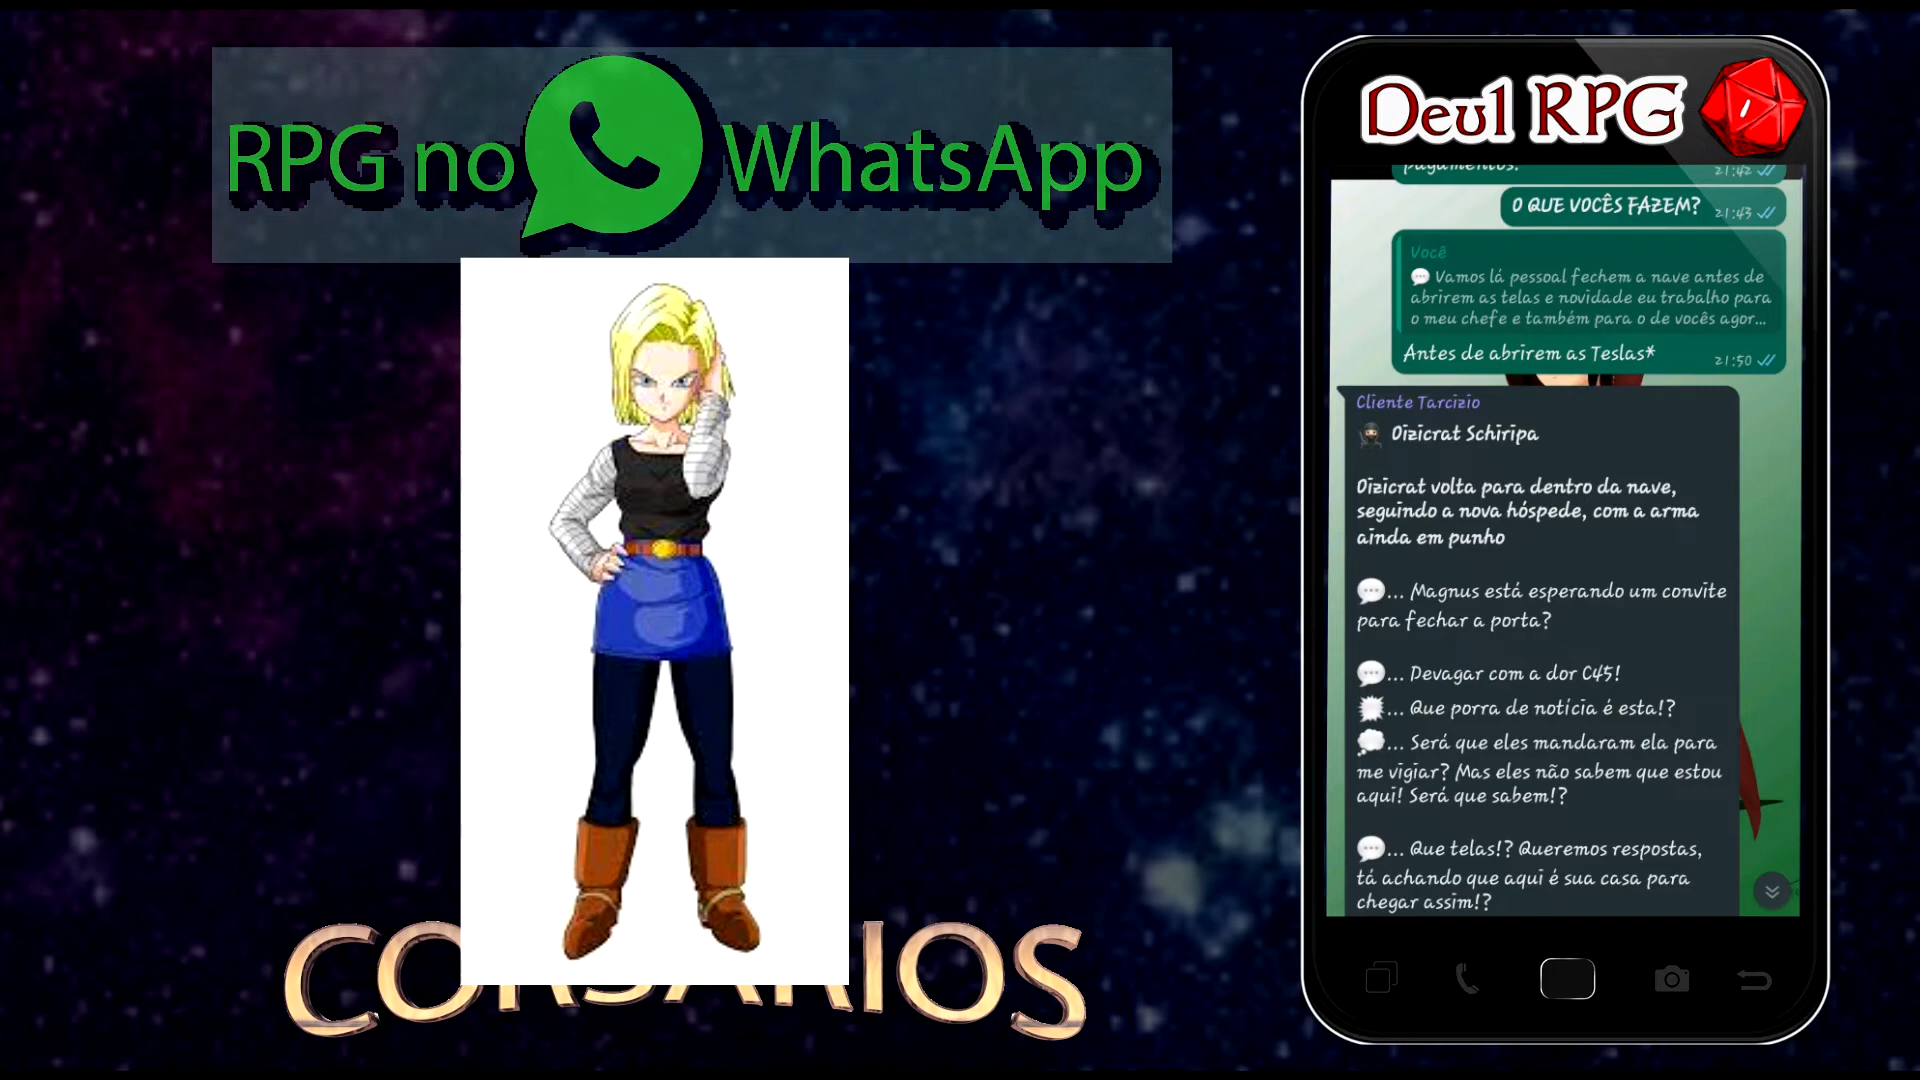 RPG no WhatsApp
Deu1 RPG
pagamentos.
21:42
O QUE VOCÊS FAZEM?
21:43
Você
Vamos lá pessoal fechem a nave antes de
abrirem as telas e novidade eu trabalho para
o meu chefe e também para o de vocês agor...
Antes de abrirem as Teslas*
21:50
Cliente Tarcizio
Oizicrat Schiripa
Oizicrat volta para dentro da nave,
seguindo a nova hóspede, com a arma
ainda em punho
... Magnus está esperando um convite
para fechar a porta?
... Devagar com a dor C45!
... Que porra de notícia é esta!?
... Será que eles mandaram ela para
me vigiar? Mas eles não sabem que estou
aqui! Será que sabem!?
... Que telas!? Queremos respostas,
tá achando que aqui é sua casa para
chegar assim!?
CORSÁRIOS